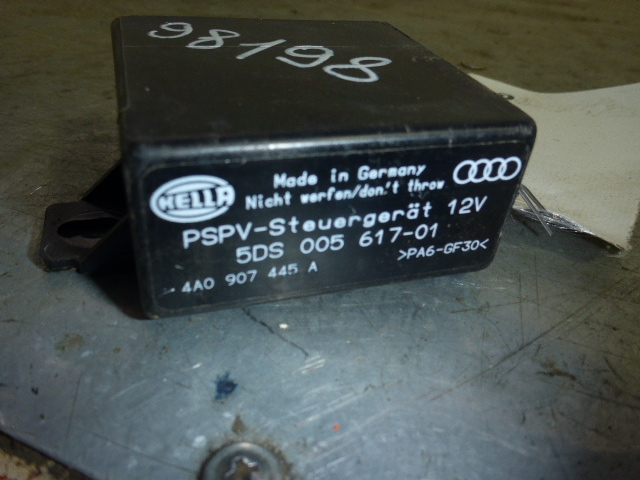 98198
HELLA
Made in Germany
Nicht werfen/don't throw
PSPV-Steuergerät 12V
5DS 005 617-01
4A0 907 445 A
>PA6-GF30<